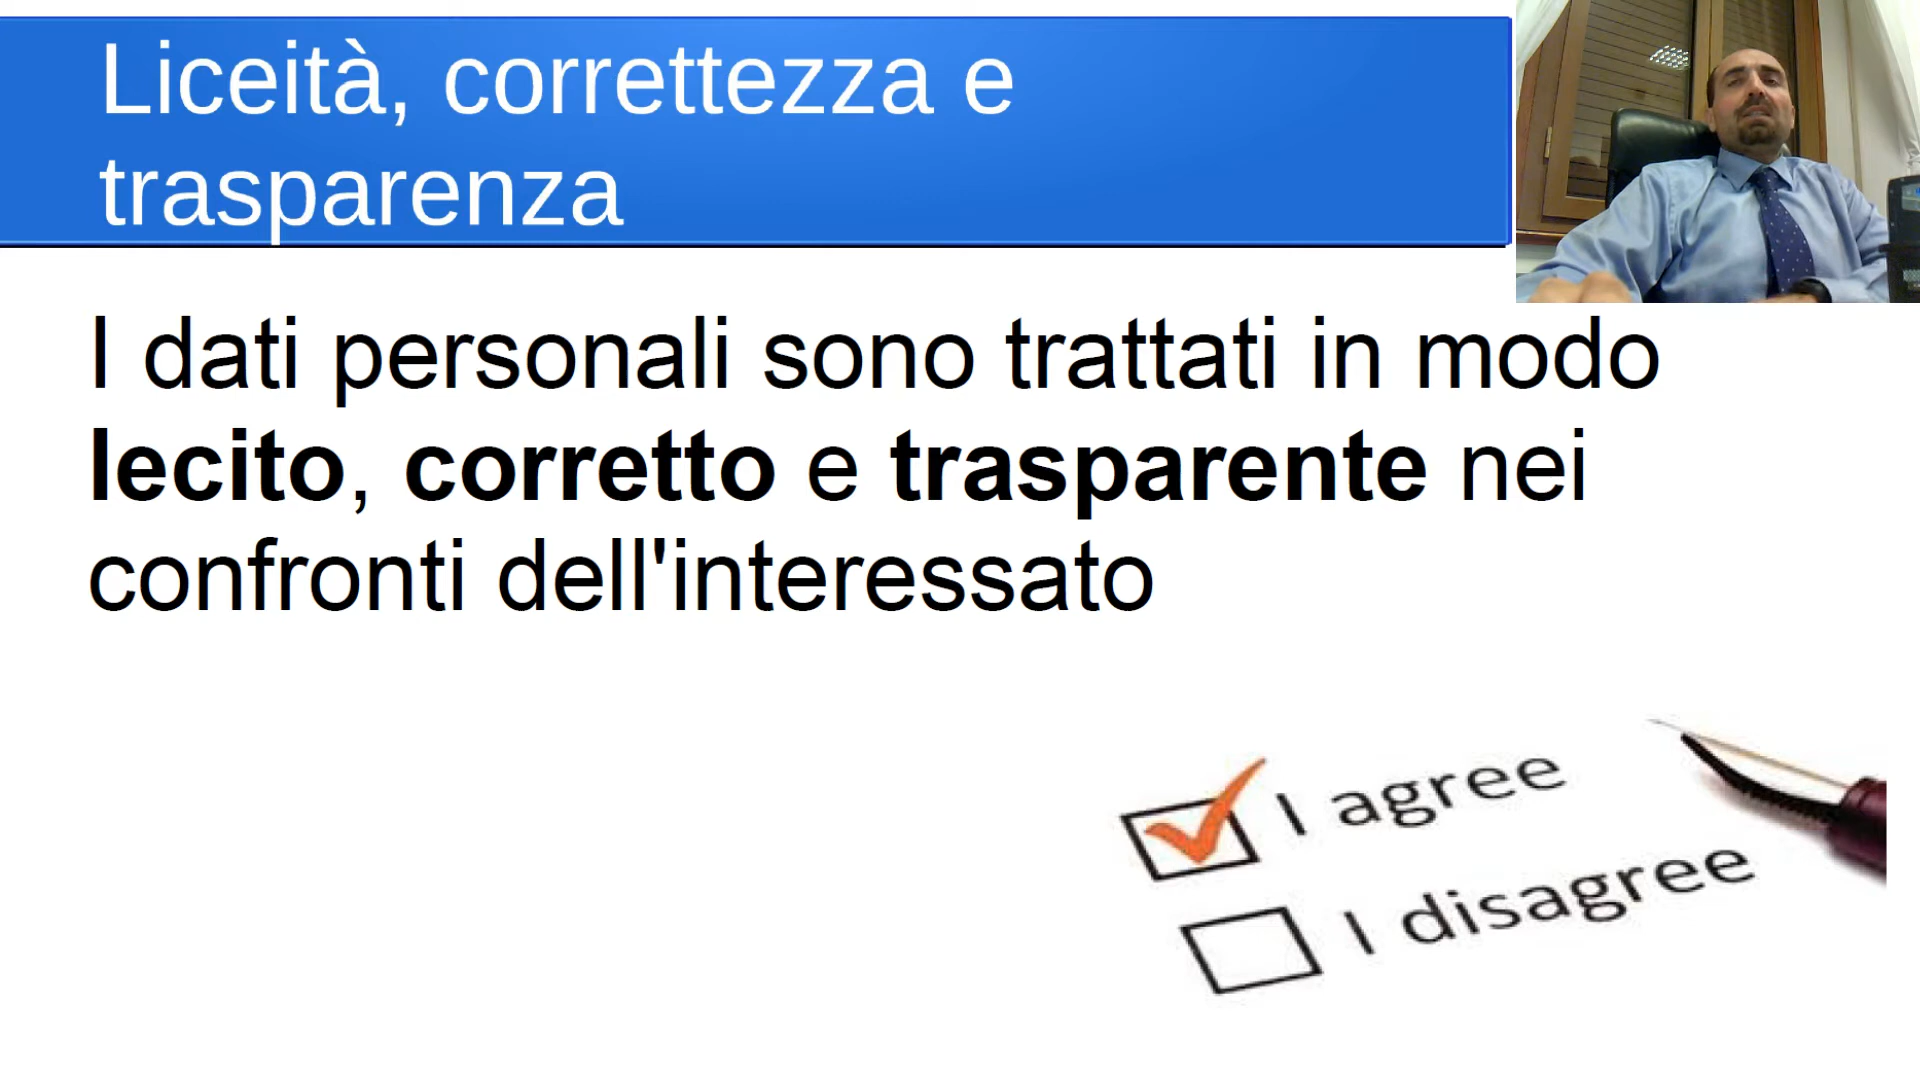 Liceità, correttezza e
trasparenza
I dati personali sono trattati in modo
lecito, corretto e trasparente nei
confronti dell'interessato
I agree
I disagree